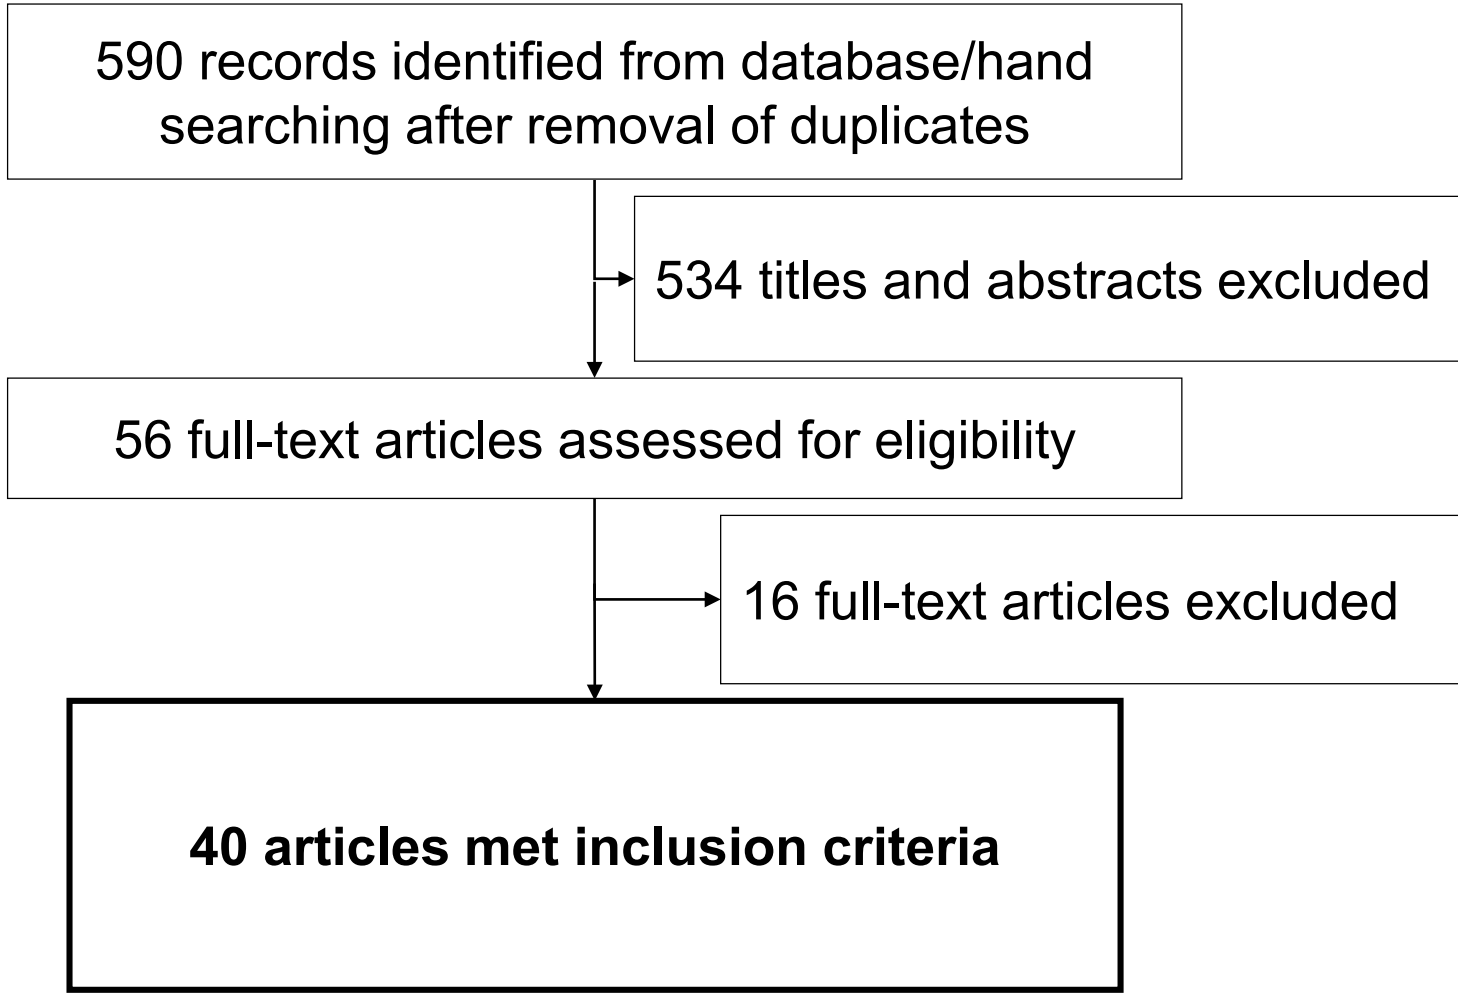 590 records identified from database/hand
searching after removal of duplicates
534 titles and abstracts excluded
56 full-text articles assessed for eligibility
16 full-text articles excluded
40 articles met inclusion criteria